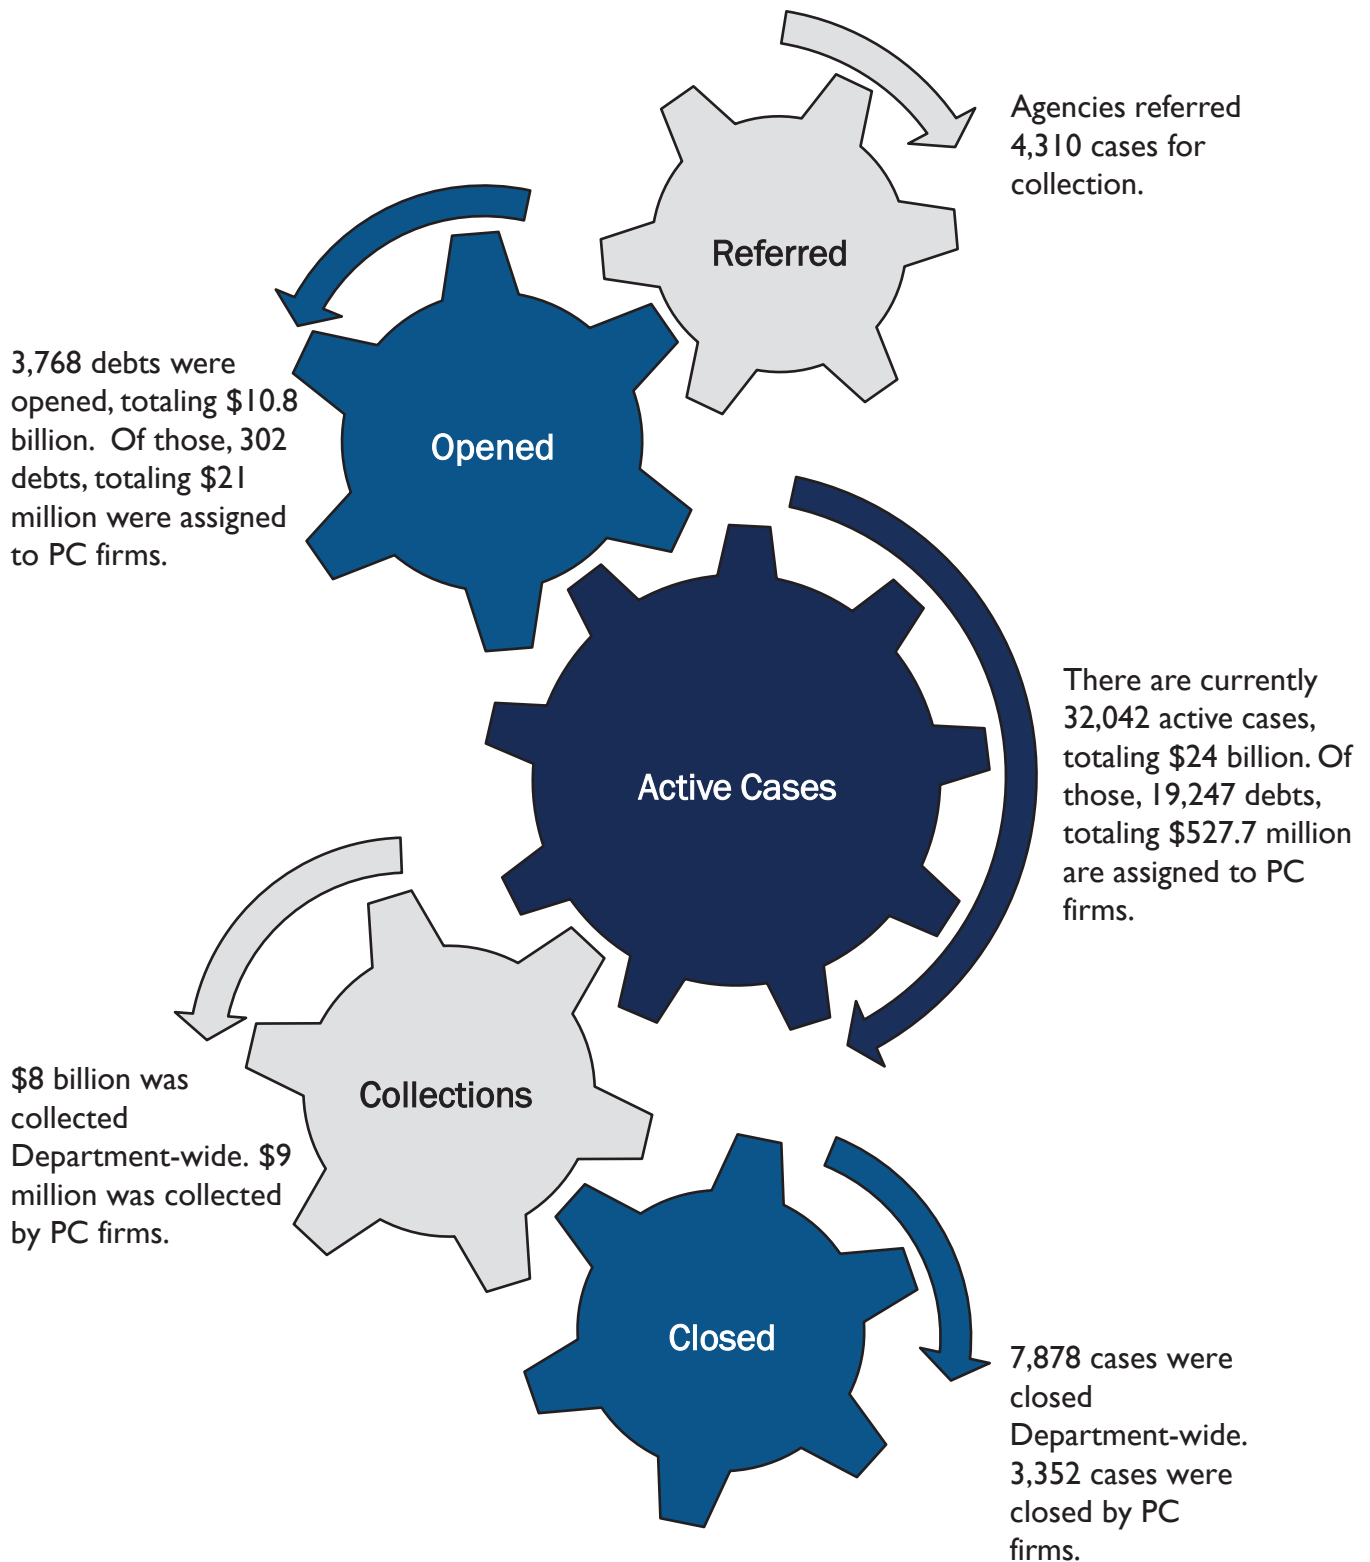 Agencies referred
4,310 cases for
collection.
Referred
3,768 debts were
opened, totaling $10.8
billion.  Of those, 302
debts, totaling $21
million were assigned
to PC firms.
Opened
There are currently
32,042 active cases,
totaling $24 billion. Of
those, 19,247 debts,
totaling $527.7 million
are assigned to PC
firms.
Active Cases
$8 billion was
collected
Department-wide. $9
million was collected
by PC firms.
Collections
Closed
7,878 cases were
closed
Department-wide.
3,352 cases were
closed by PC
firms.